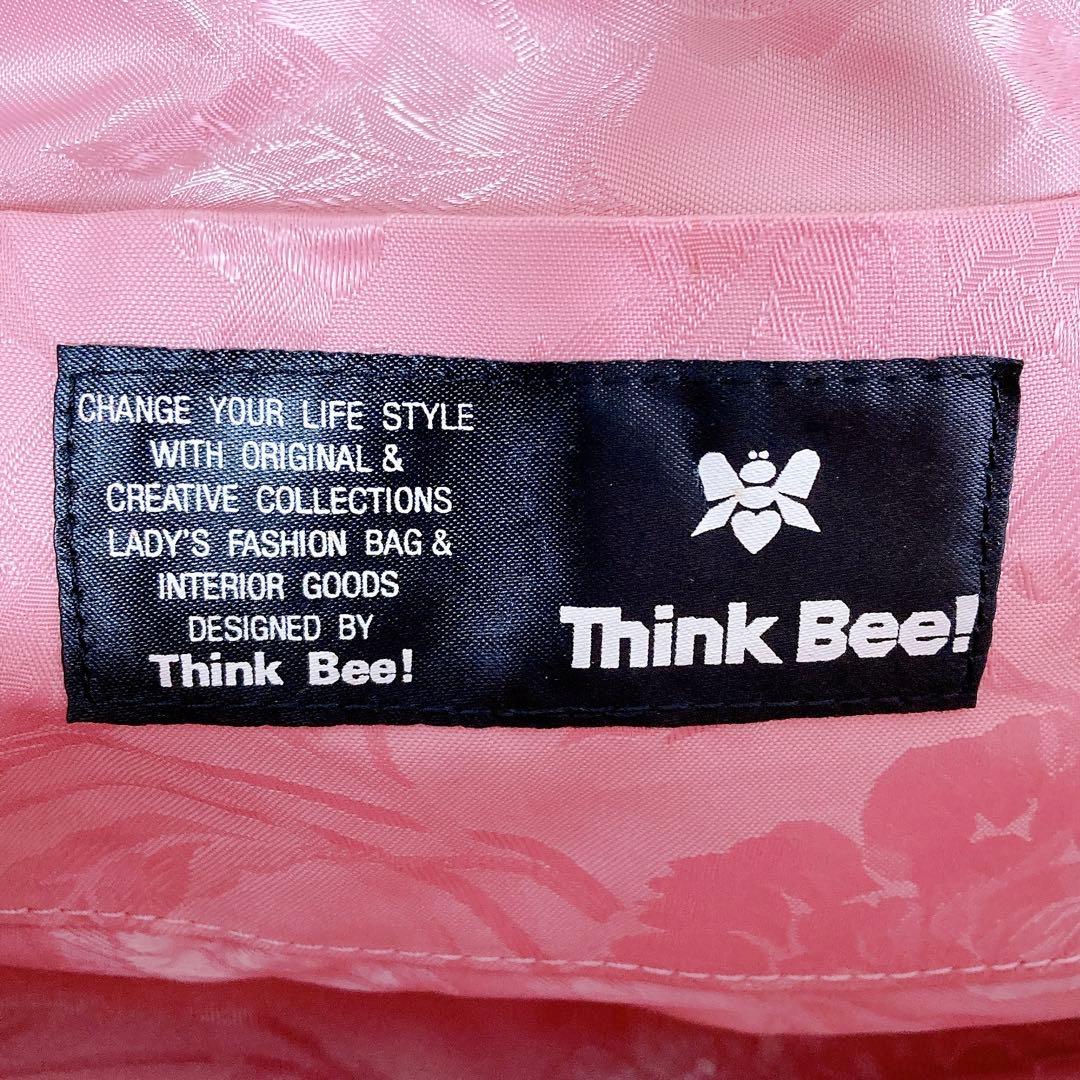 CHANGE YOUR LIFE STYLE
WITH ORIGINAL &
CREATIVE COLLECTIONS
LADY'S FASHION BAG &
INTERIOR GOODS
DESIGNED BY
Think Bee!
Think Bee!